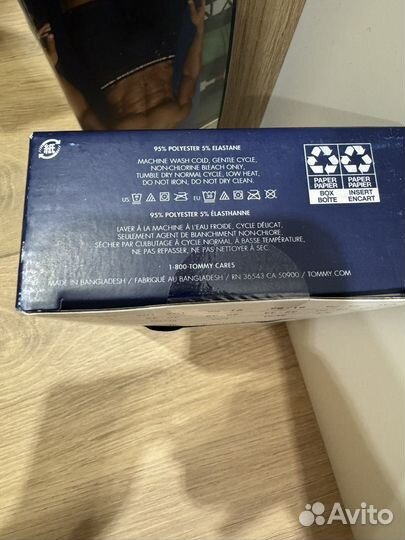 紙
95% POLYESTER 5% ELASTANE
MACHINE WASH COLD, GENTLE CYCLE,
NON-CHLORINE BLEACH ONLY,
TUMBLE DRY NORMAL CYCLE, LOW HEAT,
DO NOT IRON, DO NOT DRY CLEAN.
US
EU
95% POLYESTER 5% ÉLASTHANNE
LAVER À LA MACHINE À L'EAU FROIDE, CYCLE DÉLICAT,
SEULEMENT AGENT DE BLANCHIMENT NON-CHLORE,
SÉCHER PAR CULBUTAGE À CYCLE NORMAL, À BASSE TEMPÉRATURE,
NE PAS REPASSER, NE PAS NETTOYER À SEC.
1-800-TOMMY CARES
MADE IN BANGLADESH / FABRIQUÉ AU BANGLADESH / RN 36543 CA 50900 / TOMMY.COM
PAPER PAPER
PAPIER PAPIER
BOX INSERT
BOÎTE ENCART
Avito